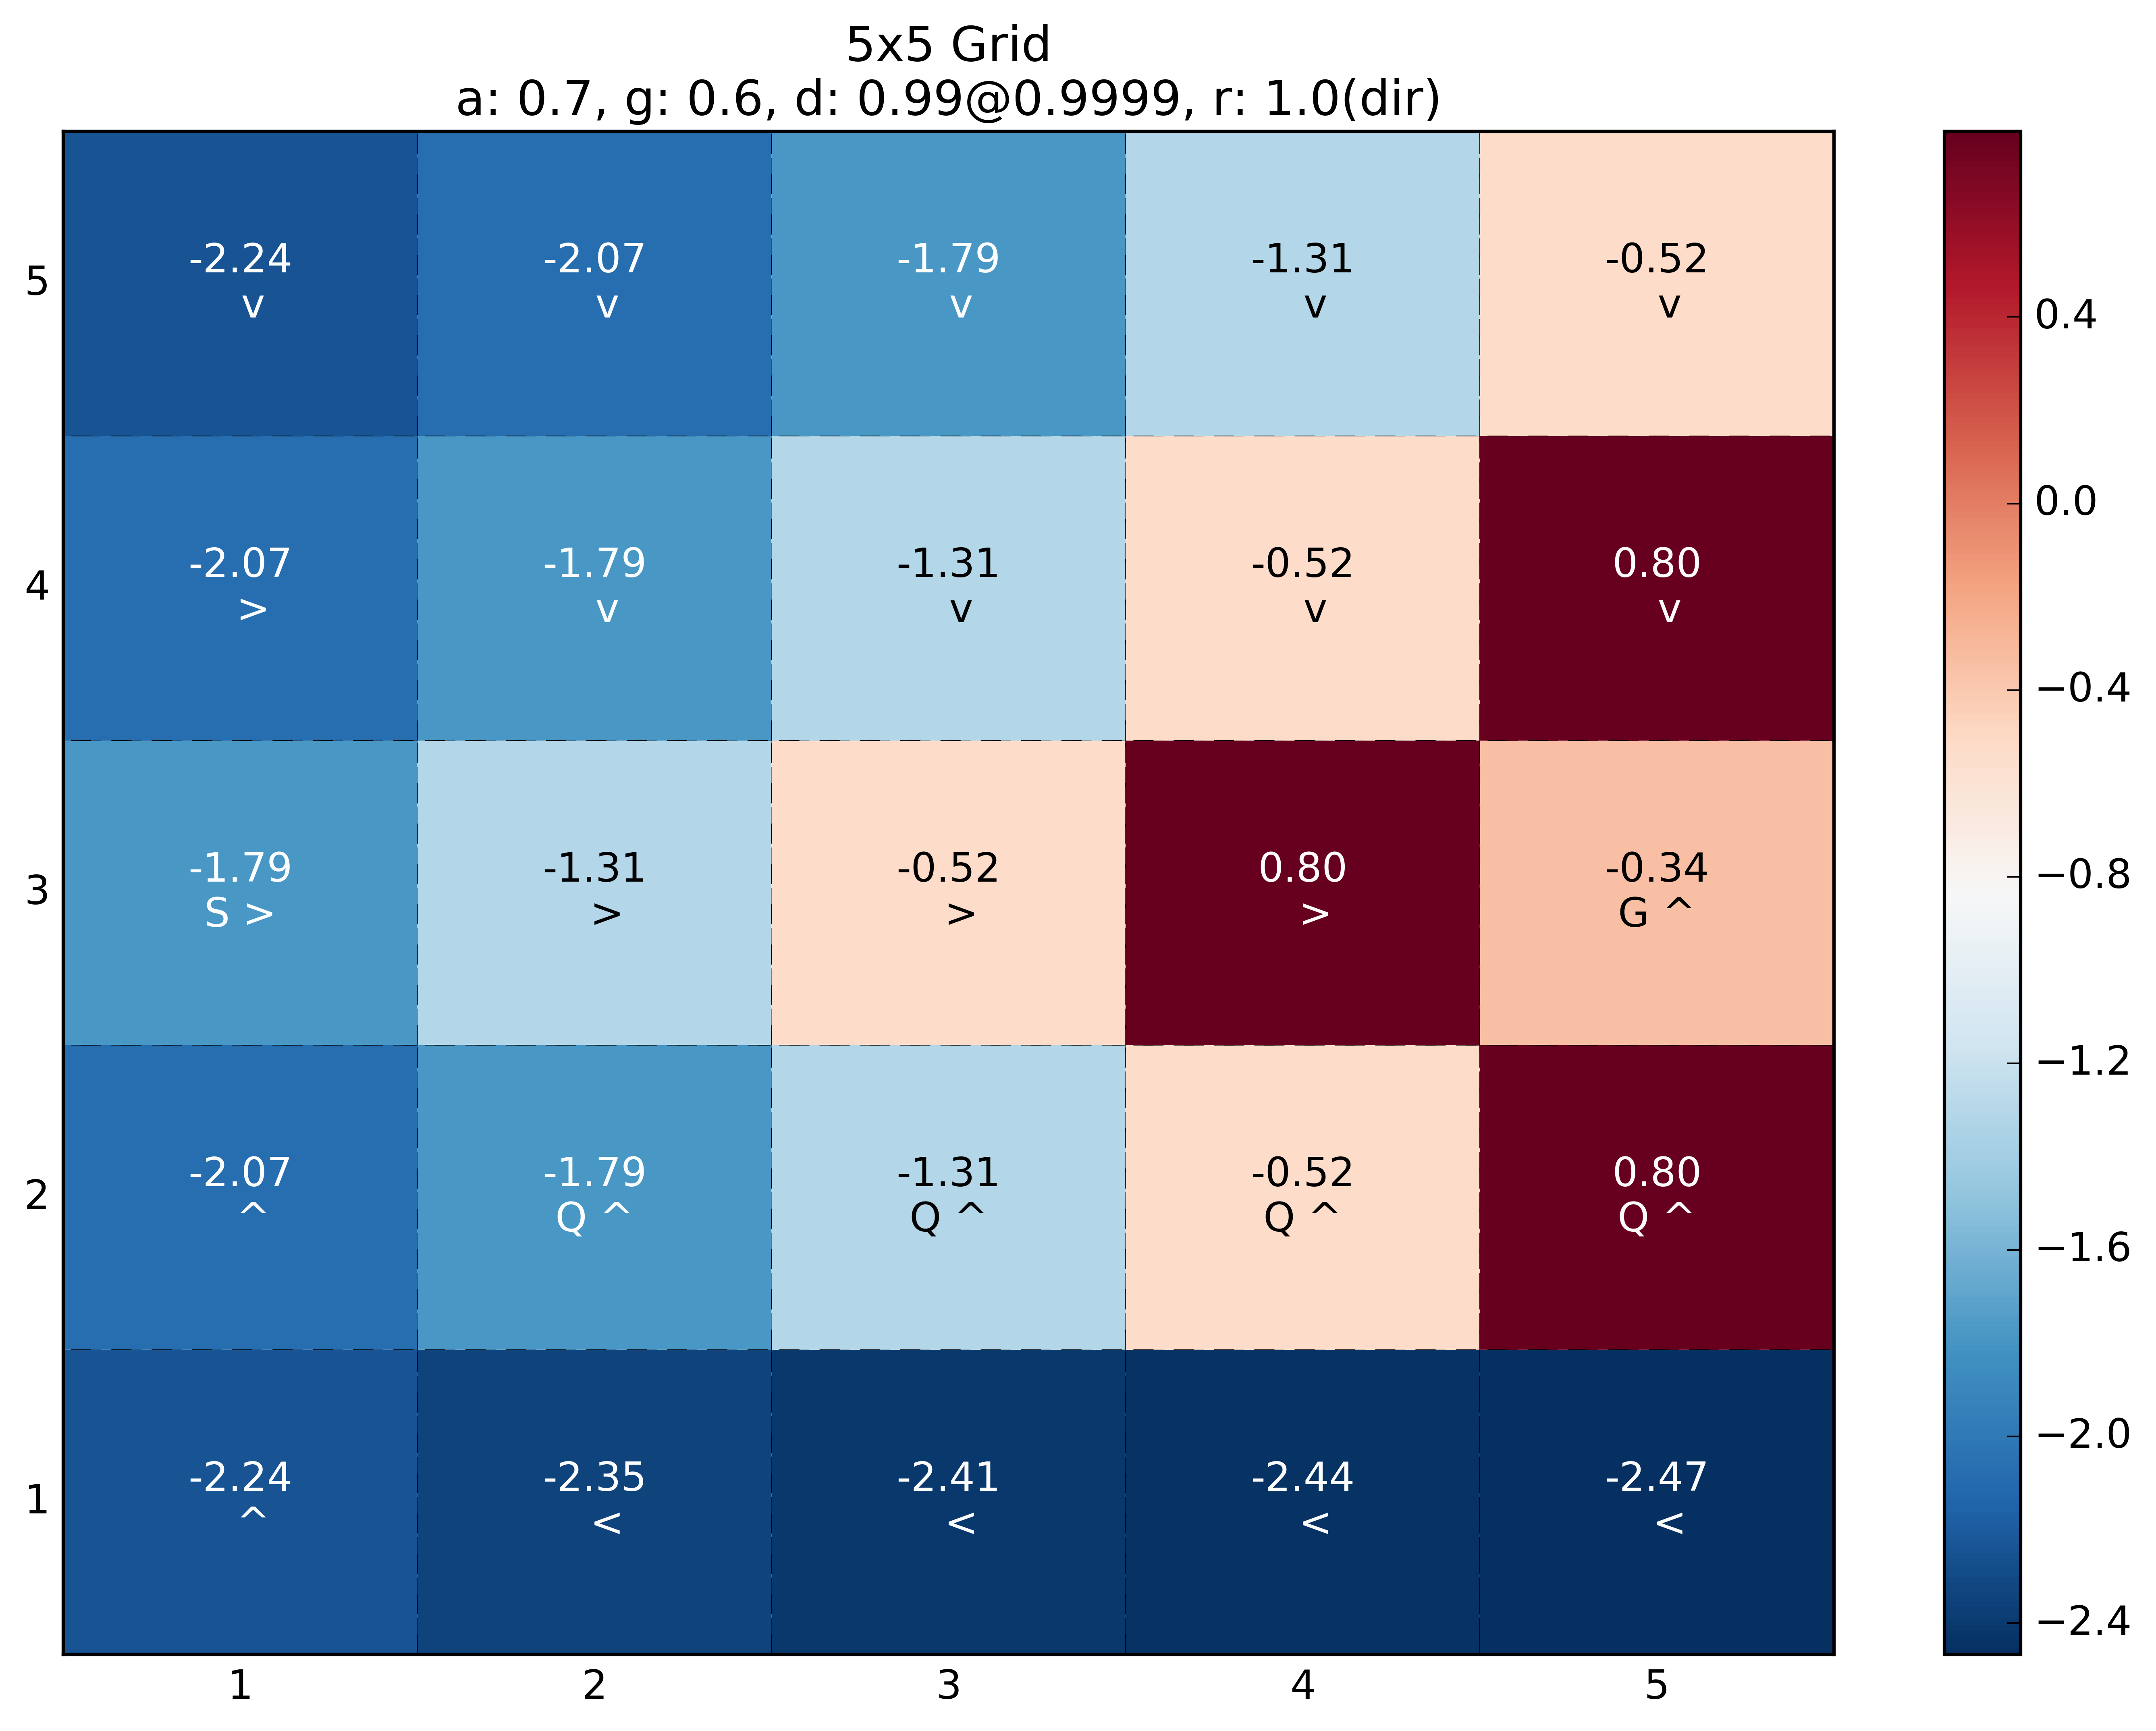 5x5 Grid
a: 0.7, g: 0.6, d: 0.99@0.9999, r: 1.0(dir)
5
-2.24
v
-2.07
v
-1.79
v
-1.31
v
-0.52
v
4
-2.07
>
-1.79
v
-1.31
v
-0.52
v
0.80
v
3
-1.79
S >
-1.31
>
-0.52
>
0.80
>
-0.34
G ^
2
-2.07
^
-1.79
Q ^
-1.31
Q ^
-0.52
Q ^
0.80
Q ^
1
-2.24
^
-2.35
<
-2.41
<
-2.44
<
-2.47
<
1 2 3 4 5
0.4
0.0
−0.4
−0.8
−1.2
−1.6
−2.0
−2.4